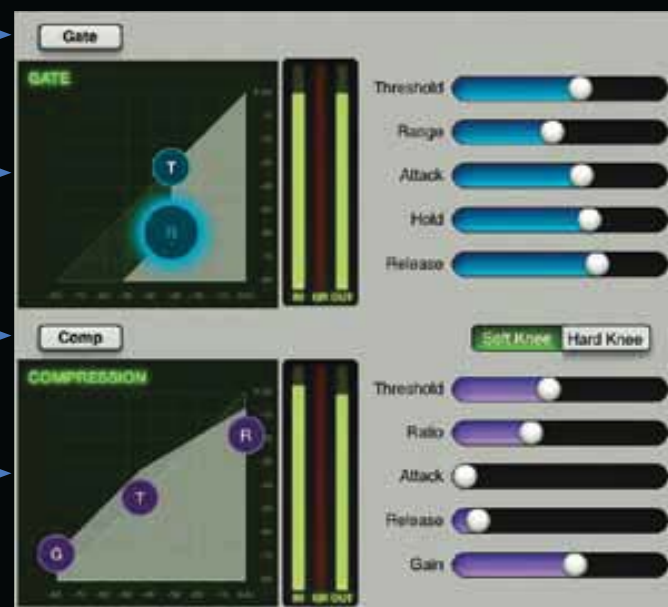 Gate
GATE
T
R
IN GR OUT
Threshold
Range
Attack
Hold
Release
Comp
COMPRESSION
R
T
G
IN GR OUT
Soft Knee Hard Knee
Threshold
Ratio
Attack
Release
Gain